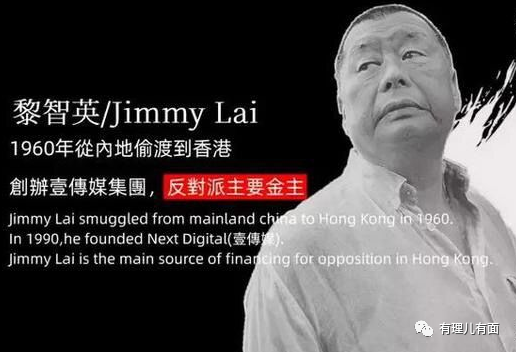 黎智英/Jimmy Lai
1960年從內地偷渡到香港
創辦壹傳媒集團，反對派主要金主
Jimmy Lai smuggled from mainland china to Hong Kong in 1960.
In 1990,he founded Next Digital(壹傳媒).
Jimmy Lai is the main source of financing for opposition in Hong Kong.
有理儿有面